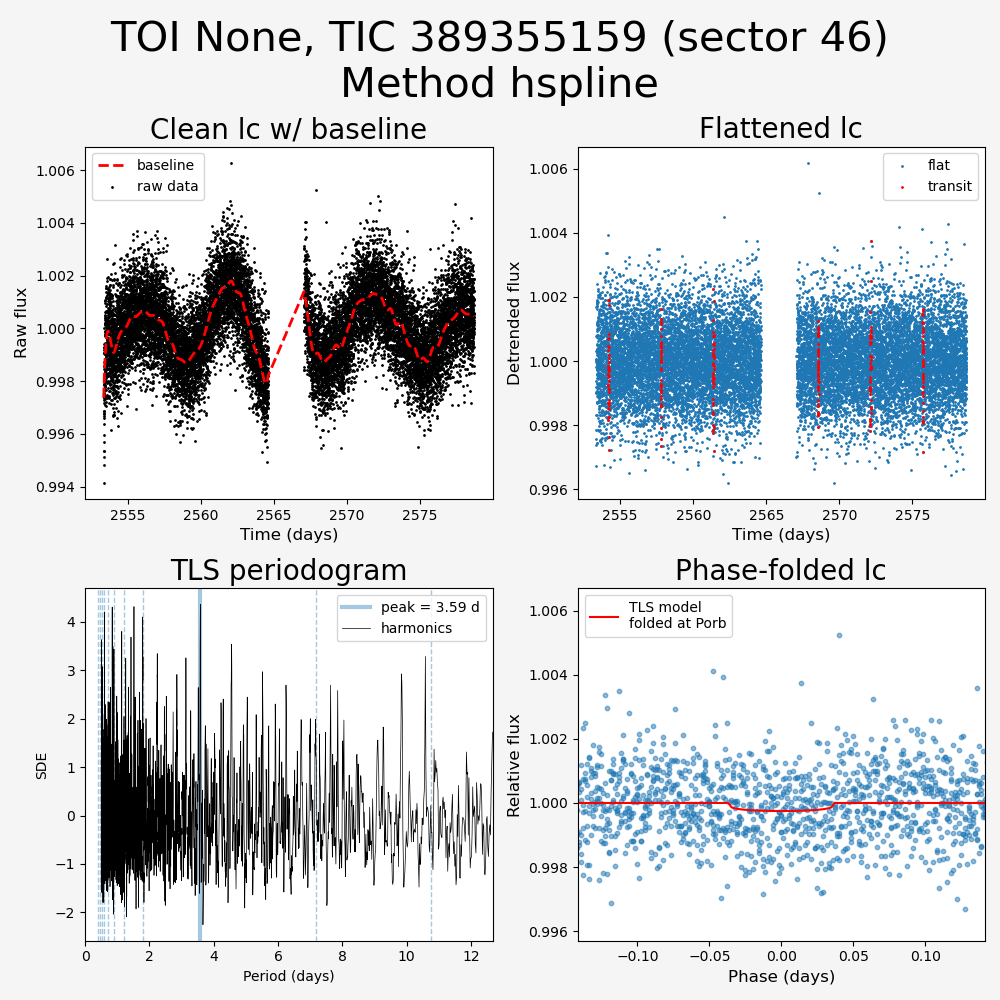 TOI None, TIC 389355159 (sector 46)
Method hspline
Clean lc w/ baseline
baseline
raw data
1.006
1.004
1.002
1.000
0.998
0.996
0.994
Raw flux
2555
2560
2565
2570
2575
Time (days)
Flattened lc
flat
transit
1.006
1.004
1.002
1.000
0.998
0.996
Detrended flux
2555
2560
2565
2570
2575
Time (days)
TLS periodogram
peak = 3.59 d
harmonics
4
3
2
1
0
−1
−2
SDE
0
2
4
6
8
10
12
Period (days)
Phase-folded lc
TLS model
folded at Porb
1.006
1.004
1.002
1.000
0.998
0.996
Relative flux
−0.10
−0.05
0.00
0.05
0.10
Phase (days)